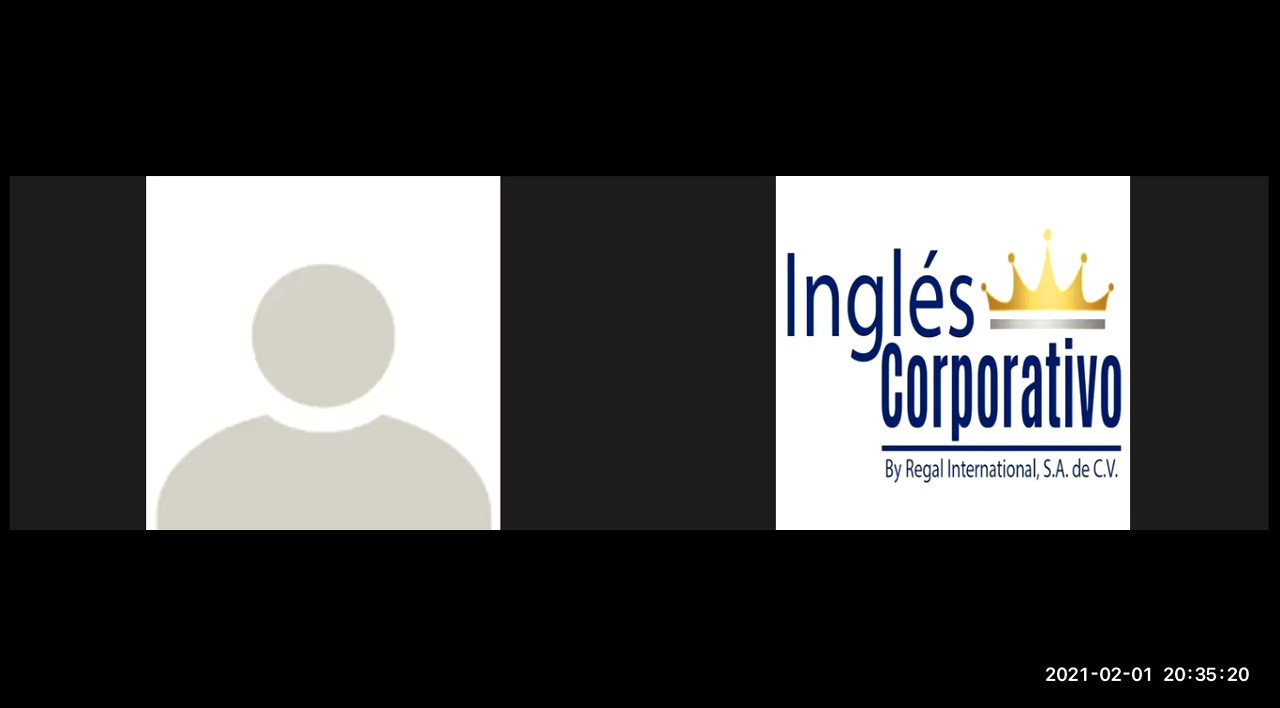 Inglés
Corporativo
By Regal International, S.A. de C.V.
2021-02-01 20:35:20